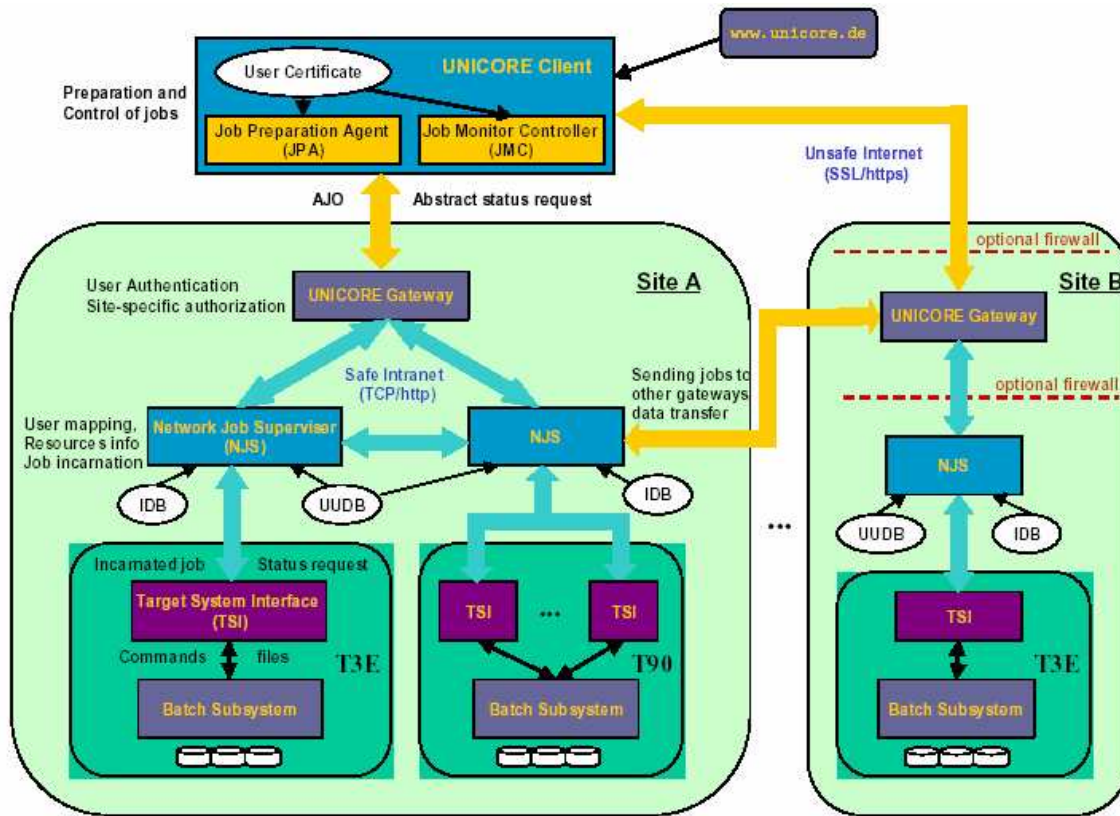 www.unicore.de
User Certificate
UNICORE Client
Preparation and
Control of jobs
Job Preparation Agent
(JPA)
Job Monitor Controller
(JMC)
Unsafe Internet
(SSL/https)
AJO
Abstract status request
optional firewall
User Authentication
Site-specific authorization
UNICORE Gateway
Site A
Site B
UNICORE Gateway
Safe Intranet
(TCP/http)
Sending jobs to
other gateways,
data transfer
optional firewall
User mapping,
Resources info
Job incarnation
Network Job Superviser
(NJS)
NJS
NJS
IDB
UUDB
IDB
...
UUDB
IDB
Incarnated job
Status request
Target System Interface
(TSI)
TSI
...
TSI
TSI
Commands
files
T3E
T90
T3E
Batch Subsystem
Batch Subsystem
Batch Subsystem